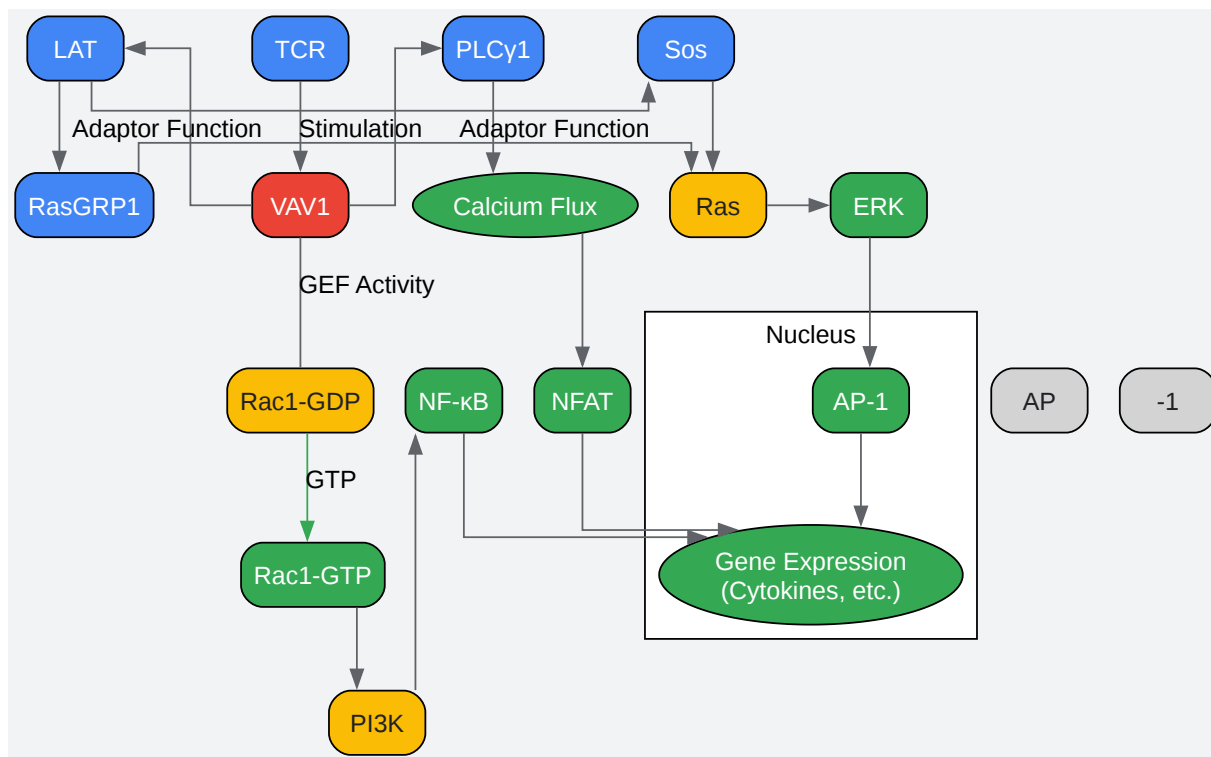 LAT
TCR
PLCγ1
Sos
Adaptor Function
Stimulation
Adaptor Function
RasGRP1
VAV1
Calcium Flux
Ras
ERK
GEF Activity
Nucleus
Rac1-GDP
NF-κB
NFAT
AP-1
AP
-1
GTP
Rac1-GTP
Gene Expression
(Cytokines, etc.)
PI3K